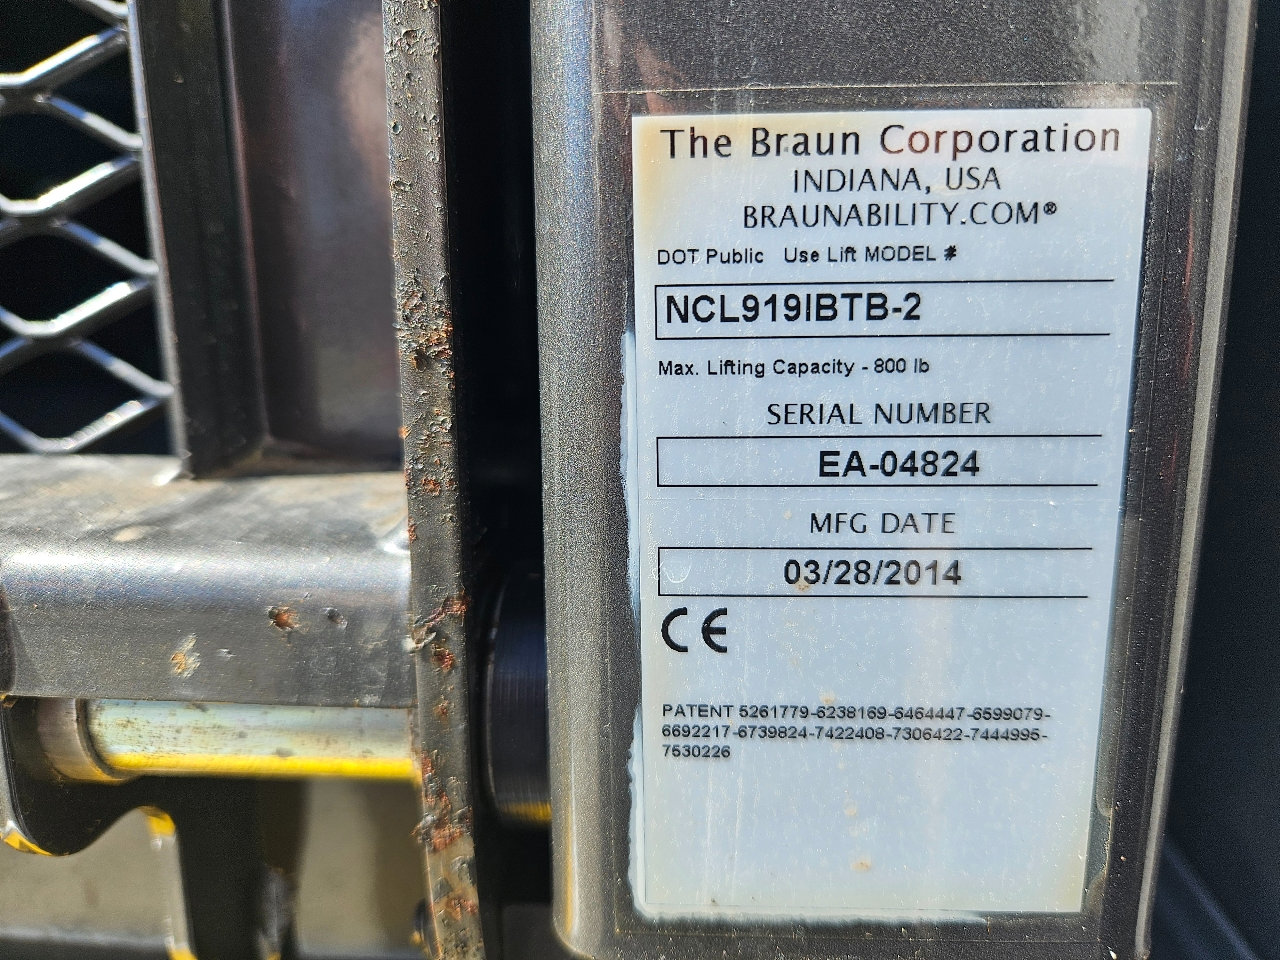 The Braun Corporation
INDIANA, USA
BRAUNABILITY.COM®
DOT Public Use Lift MODEL #
NCL919IBTB-2
Max. Lifting Capacity - 800 lb
SERIAL NUMBER
EA-04824
MFG DATE
03/28/2014
CE
PATENT 5261779-6238169-6464447-6599079-
6692217-6739824-7422408-7306422-7444995-
7530226